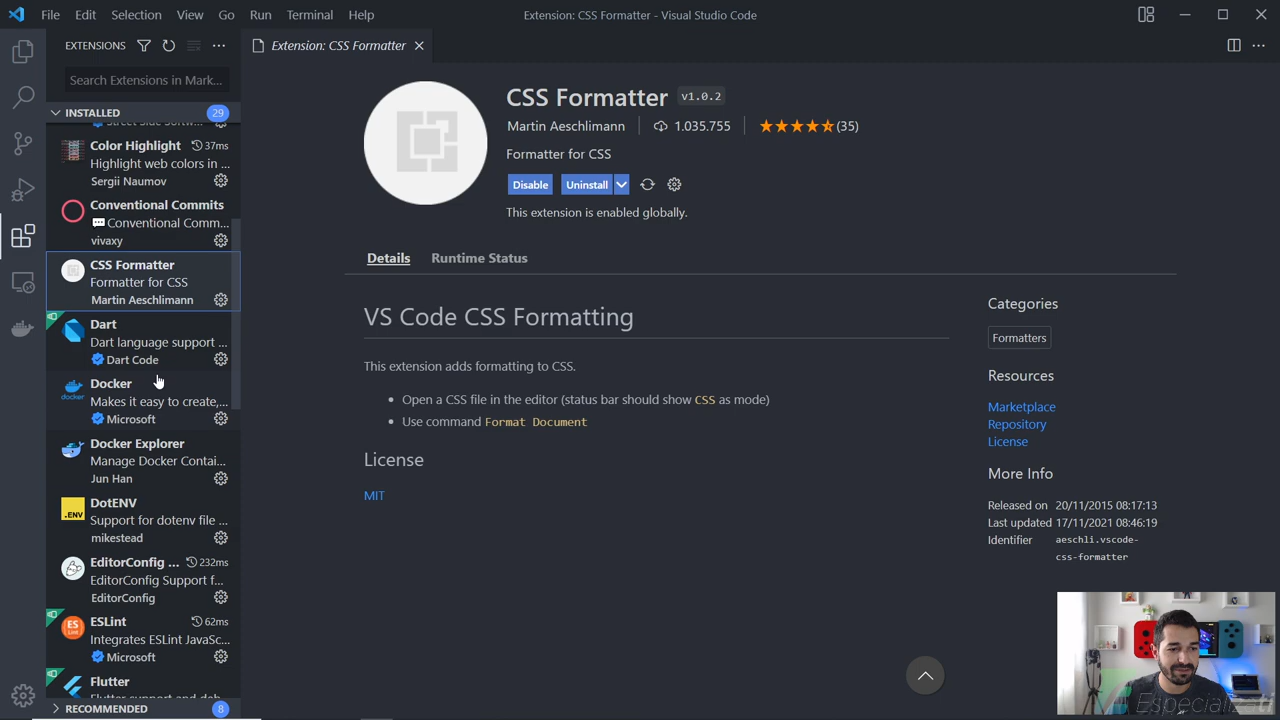 File Edit Selection View Go Run Terminal Help
Extension: CSS Formatter - Visual Studio Code
EXTENSIONS
Extension: CSS Formatter
Search Extensions in Mark...
INSTALLED 29
Color Highlight 37ms
Highlight web colors in ...
Sergii Naumov
Conventional Commits
Conventional Comm...
vivaxy
CSS Formatter
Formatter for CSS
Martin Aeschlimann
Dart
Dart language support ...
Dart Code
Docker
Makes it easy to create,...
Microsoft
docker
Docker Explorer
Manage Docker Contai...
Jun Han
DotENV
Support for dotenv file ...
mikestead
.ENV
EditorConfig ... 232ms
EditorConfig Support f...
EditorConfig
ESLint 62ms
Integrates ESLint JavaSc...
Microsoft
ES
Lint
Flutter
RECOMMENDED 8
CSS Formatter v1.0.2
Martin Aeschlimann 1.035.755 (35)
Formatter for CSS
Disable Uninstall
This extension is enabled globally.
Details Runtime Status
VS Code CSS Formatting
This extension adds formatting to CSS.
• Open a CSS file in the editor (status bar should show CSS as mode)
• Use command Format Document
License
MIT
Categories
Formatters
Resources
Marketplace
Repository
License
More Info
Released on 20/11/2015 08:17:13
Last updated 17/11/2021 08:46:19
Identifier aeschli.vscode-
css-formatter